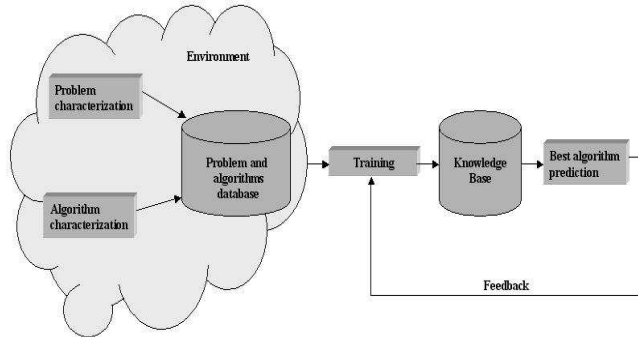 Environment
Problem
characterization
Problem and
algorithms
database
Algorithm
characterization
Training
Knowledge
Base
Best algorithm
prediction
Feedback